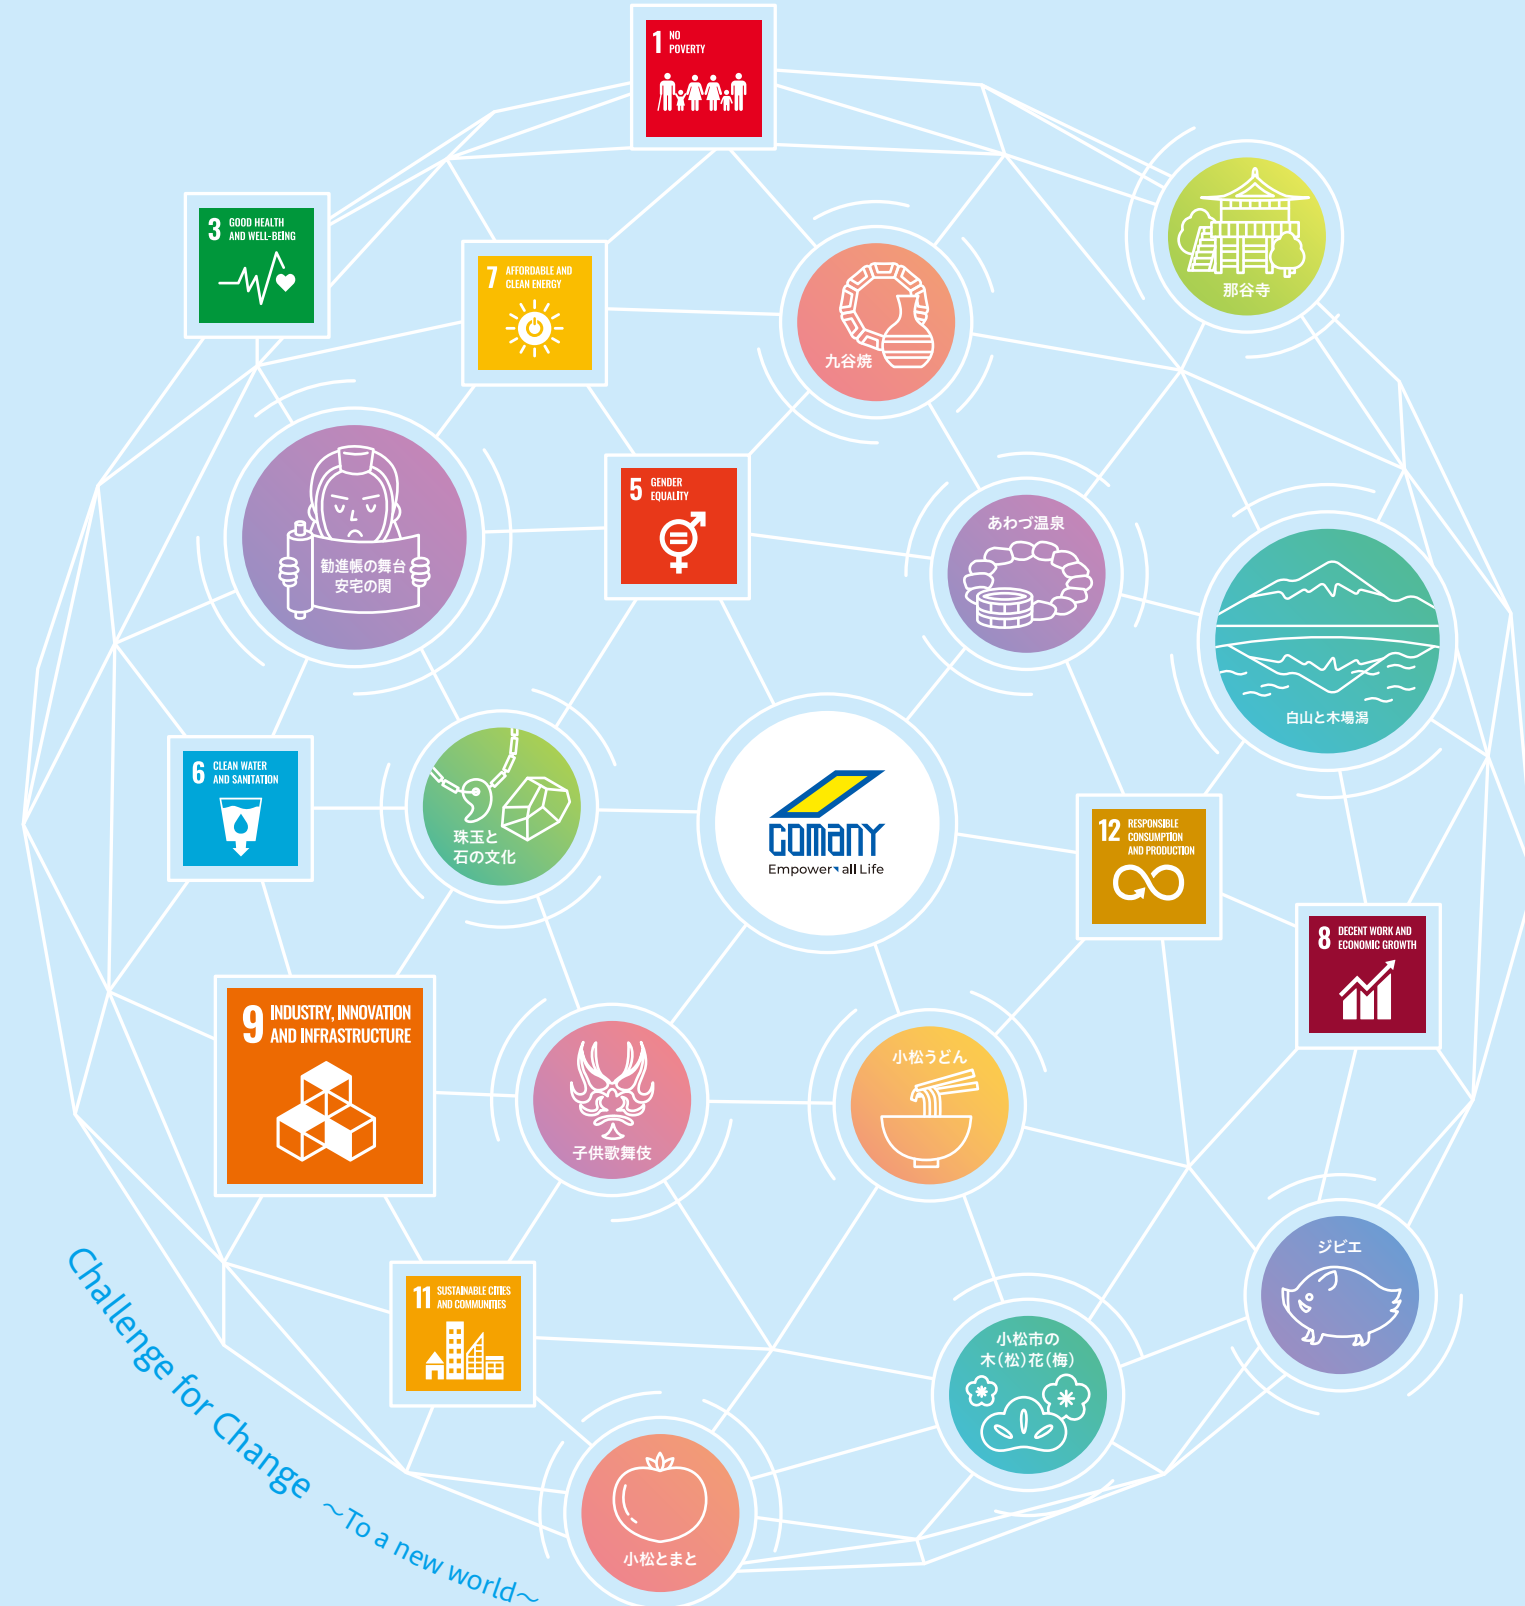 1 NO
POVERTY
3 GOOD HEALTH
AND WELL-BEING
那谷寺
7 AFFORDABLE AND
CLEAN ENERGY
九谷焼
5 GENDER
EQUALITY
あわづ温泉
勧進帳の舞台
安宅の関
白山と木場潟
6 CLEAN WATER
AND SANITATION
珠玉と
石の文化
COMANY
Empower all Life
12 RESPONSIBLE
CONSUMPTION
AND PRODUCTION
8 DECENT WORK AND
ECONOMIC GROWTH
9 INDUSTRY, INNOVATION
AND INFRASTRUCTURE
子供歌舞伎
小松うどん
ジビエ
11 SUSTAINABLE CITIES
AND COMMUNITIES
小松市の
木(松)花(梅)
小松とまと
Challenge for Change ～To a new world～